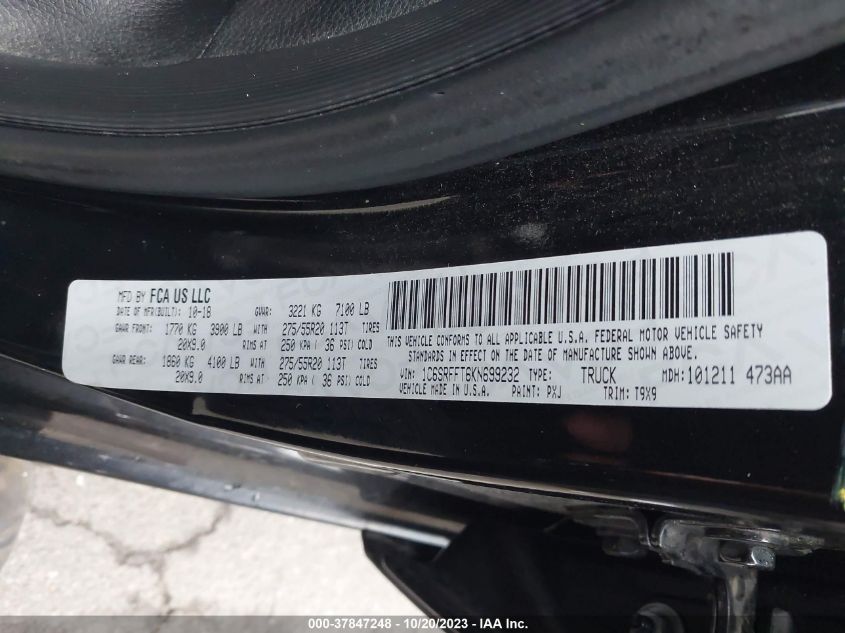 MFD BY FCA US LLC
DATE OF MFR(BUILT): 10-18 GVWR: 3221 KG 7100 LB
GAWR FRONT: 1770 KG 3900 LB WITH 275/55R20 113T TIRES
20X9.0 RIMS AT 250 KPA ( 36 PSI) COLD
GAWR REAR: 1860 KG 4100 LB WITH 275/55R20 113T TIRES
20X9.0 RIMS AT 250 KPA ( 36 PSI) COLD
THIS VEHICLE CONFORMS TO ALL APPLICABLE U.S.A. FEDERAL MOTOR VEHICLE SAFETY
STANDARDS IN EFFECT ON THE DATE OF MANUFACTURE SHOWN ABOVE.
VIN: 1C6SRFFT6KN699232 TYPE: TRUCK MDH: 101211 473AA
VEHICLE MADE IN U.S.A. PAINT: PXJ TRIM: T9X9
000-37847248 - 10/20/2023 - IAA Inc.